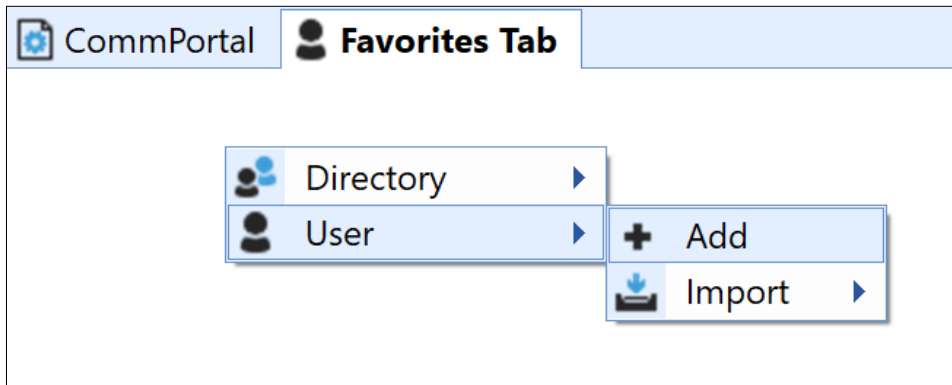 CommPortal
Favorites Tab
Directory
User
Add
Import